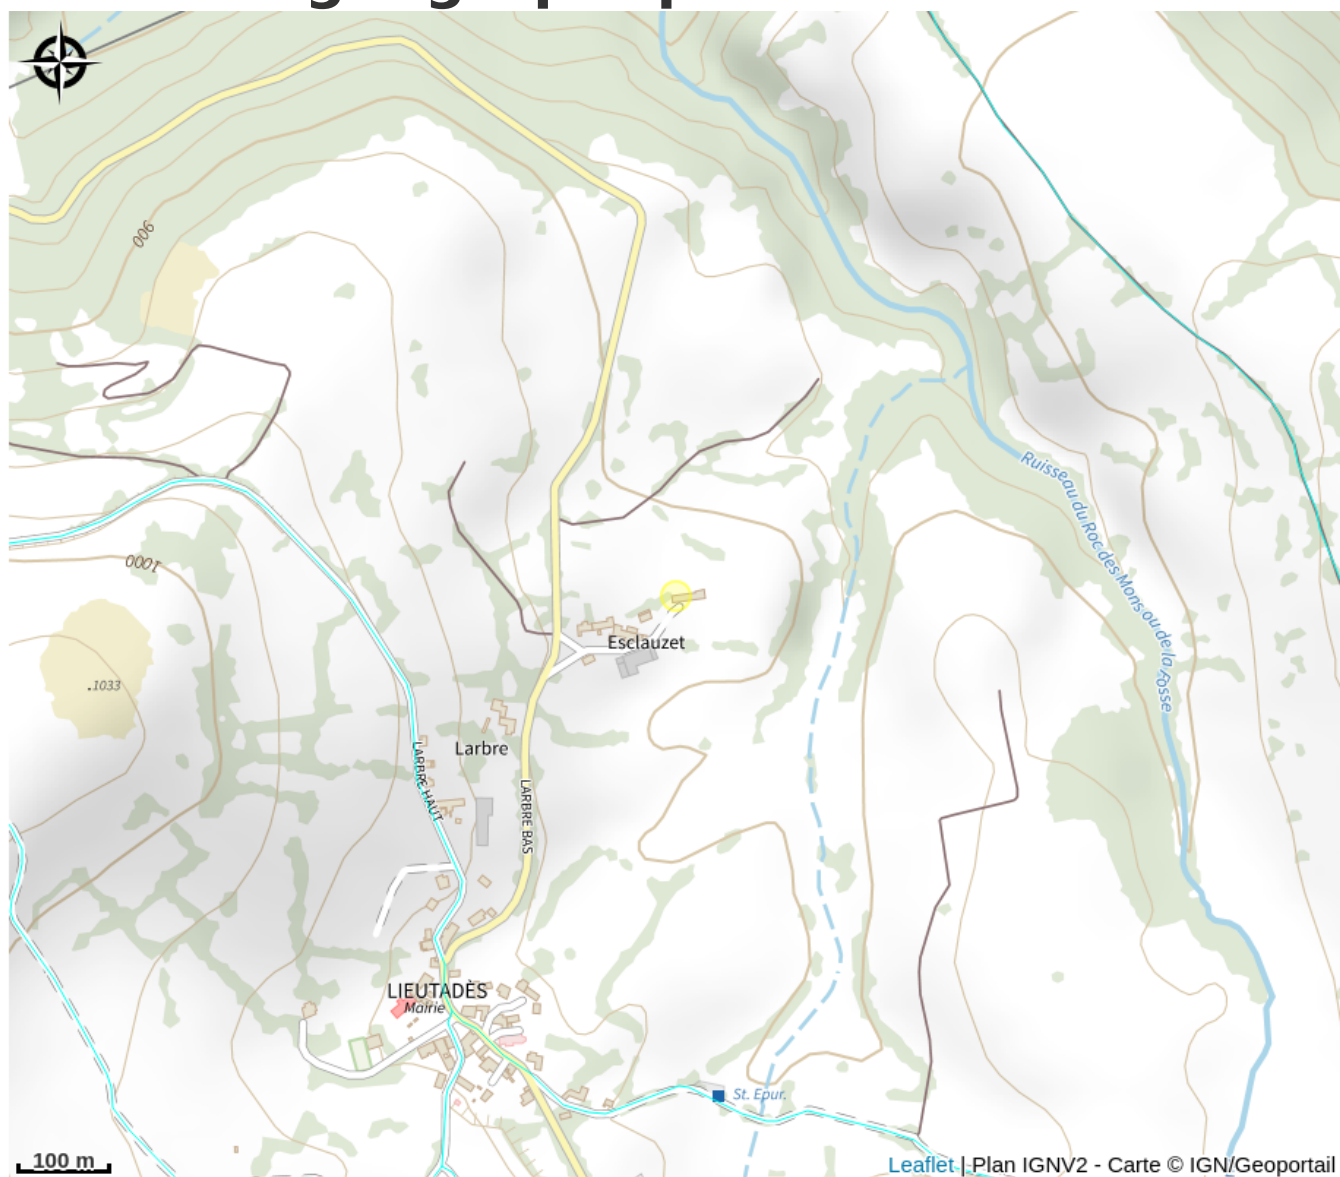 900
Ruisseau du Roc des Mons ou de la Fosse
1000
Esclauzet
.1033
LARBRE HAUT
Larbre
LARBRE BAS
LIEUTADÈS
Mairie
St. Epur.
100 m
Leaflet | Plan IGNV2 - Carte © IGN/Geoportail